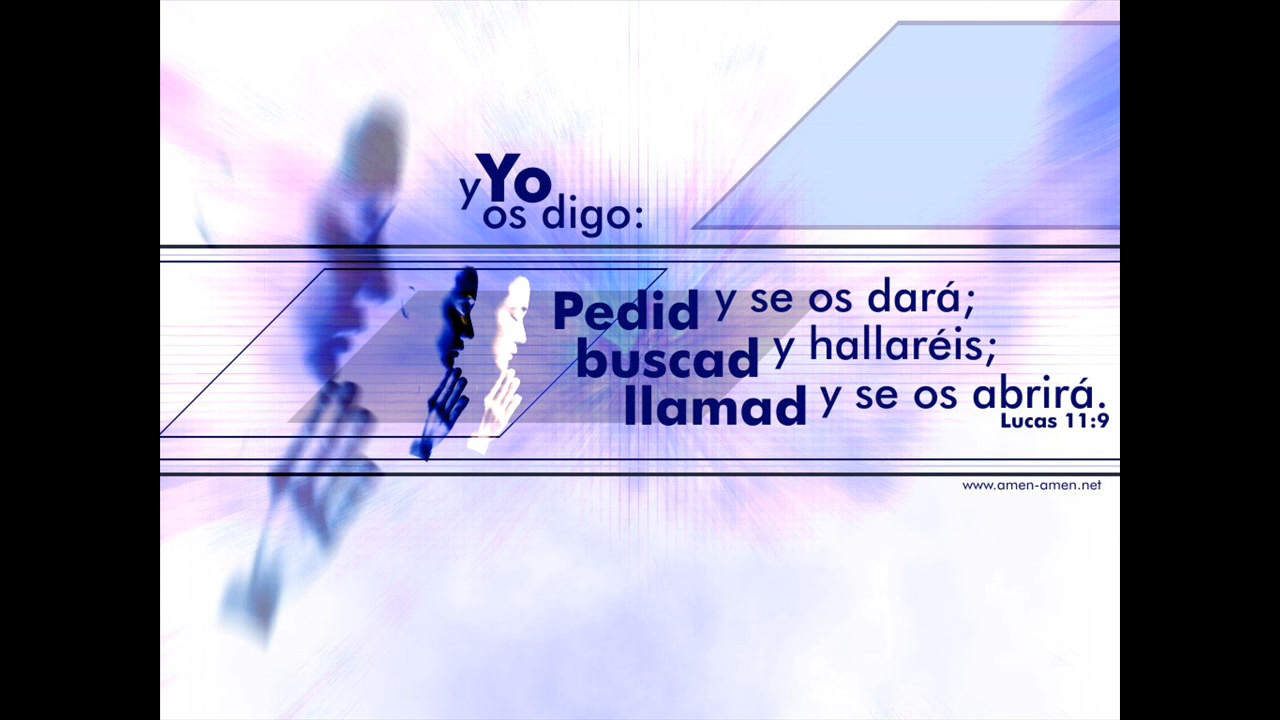 y Yo
os digo:
Pedid y se os dará;
buscad y hallaréis;
llamad y se os abrirá.
Lucas 11:9
www.amen-amen.net